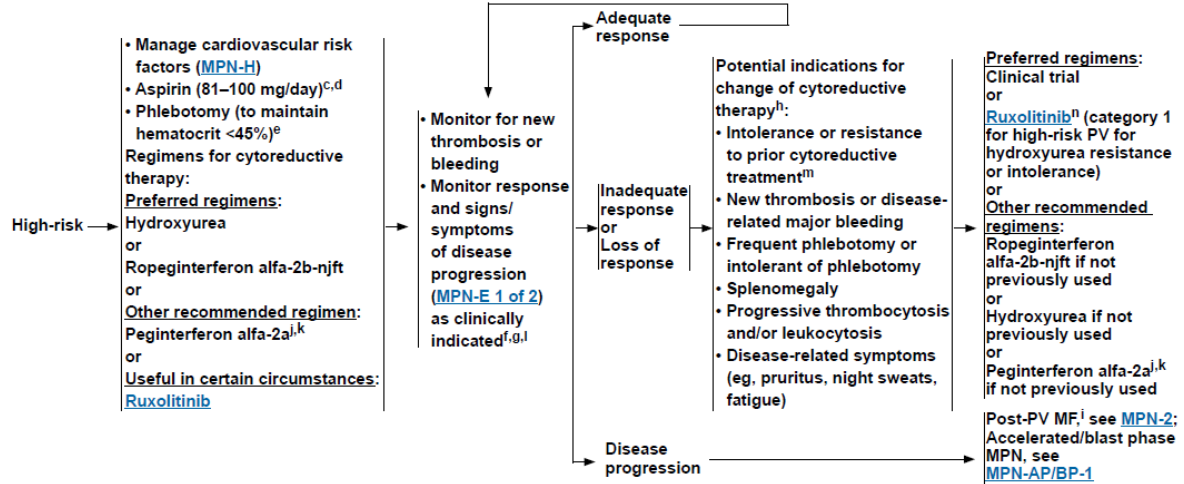 High-risk
• Manage cardiovascular risk
factors (MPN-H)
• Aspirin (81–100 mg/day)c,d
• Phlebotomy (to maintain
hematocrit <45%)e
Regimens for cytoreductive
therapy:
Preferred regimens:
Hydroxyurea
or
Ropeginterferon alfa-2b-njft
or
Other recommended regimen:
Peginterferon alfa-2aj,k
or
Useful in certain circumstances:
Ruxolitinib
• Monitor for new
thrombosis or
bleeding
• Monitor response
and signs/
symptoms
of disease
progression
(MPN-E 1 of 2)
as clinically
indicatedf,g,l
Adequate
response
Inadequate
response
or
Loss of
response
Potential indications for
change of cytoreductive
therapyh:
• Intolerance or resistance
to prior cytoreductive
treatmentm
• New thrombosis or disease-
related major bleeding
• Frequent phlebotomy or
intolerant of phlebotomy
• Splenomegaly
• Progressive thrombocytosis
and/or leukocytosis
• Disease-related symptoms
(eg, pruritus, night sweats,
fatigue)
Preferred regimens:
Clinical trial
or
Ruxolitinibn (category 1
for high-risk PV for
hydroxyurea resistance
or intolerance)
or
Other recommended
regimens:
Ropeginterferon
alfa-2b-njft if not
previously used
or
Hydroxyurea if not
previously used
or
Peginterferon alfa-2aj,k
if not previously used
Disease
progression
Post-PV MF,i see MPN-2;
Accelerated/blast phase
MPN, see
MPN-AP/BP-1